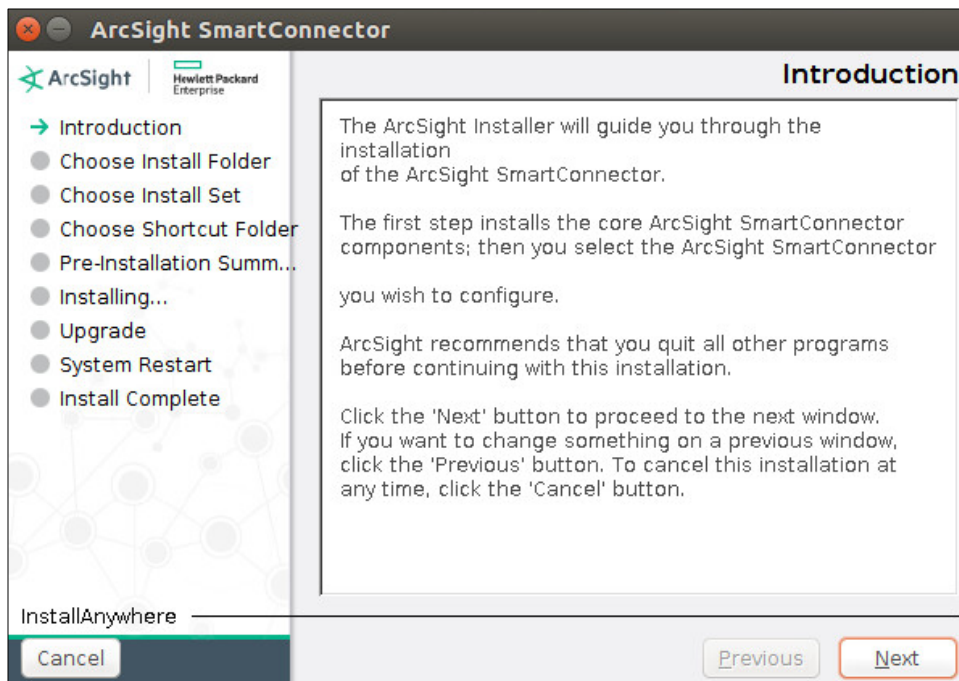 ArcSight SmartConnector
ArcSight
Hewlett Packard
Enterprise
Introduction
Choose Install Folder
Choose Install Set
Choose Shortcut Folder
Pre-Installation Summ...
Installing...
Upgrade
System Restart
Install Complete
Introduction
The ArcSight Installer will guide you through the
installation
of the ArcSight SmartConnector.
The first step installs the core ArcSight SmartConnector
components; then you select the ArcSight SmartConnector
you wish to configure.
ArcSight recommends that you quit all other programs
before continuing with this installation.
Click the 'Next' button to proceed to the next window.
If you want to change something on a previous window,
click the 'Previous' button. To cancel this installation at
any time, click the 'Cancel' button.
InstallAnywhere
Cancel
Previous
Next